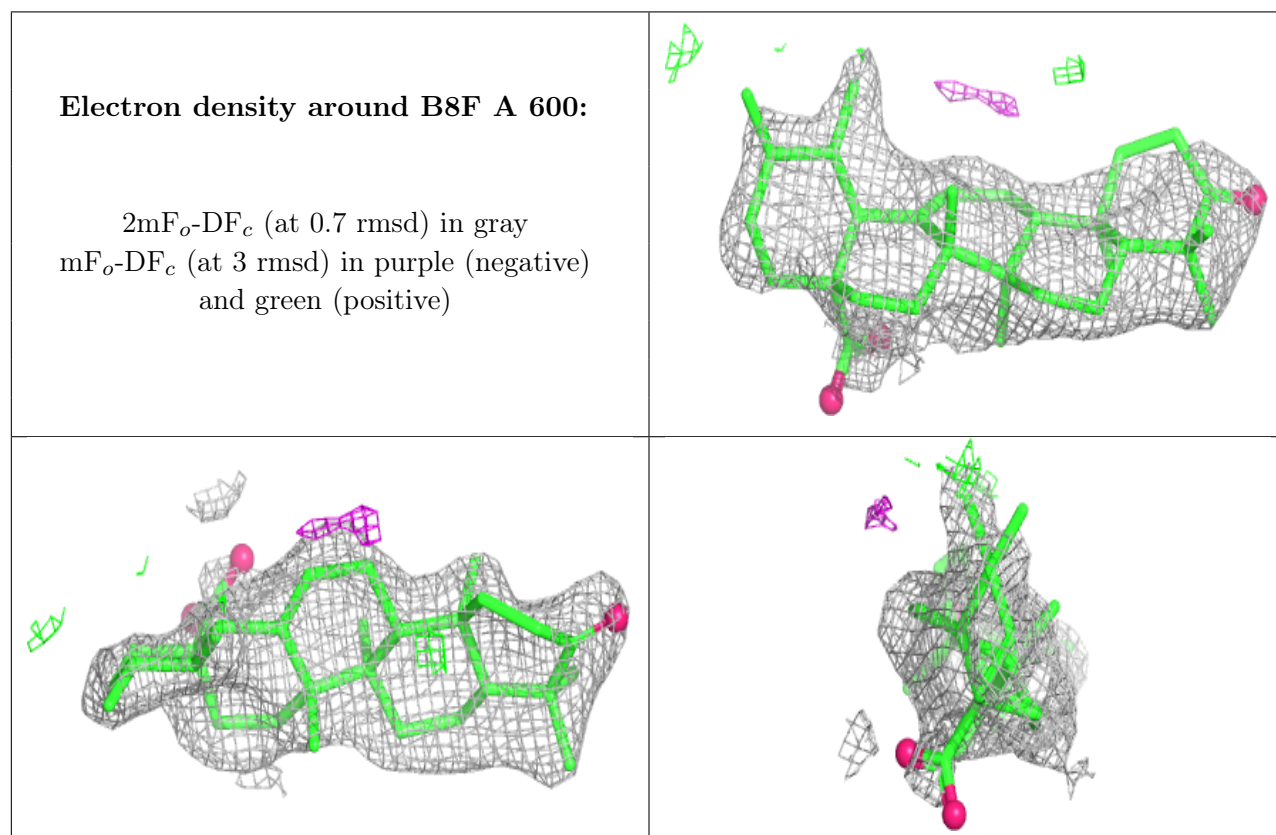 Electron density around B8F A 600:
2mFo-DFc (at 0.7 rmsd) in gray
mFo-DFc (at 3 rmsd) in purple (negative)
and green (positive)